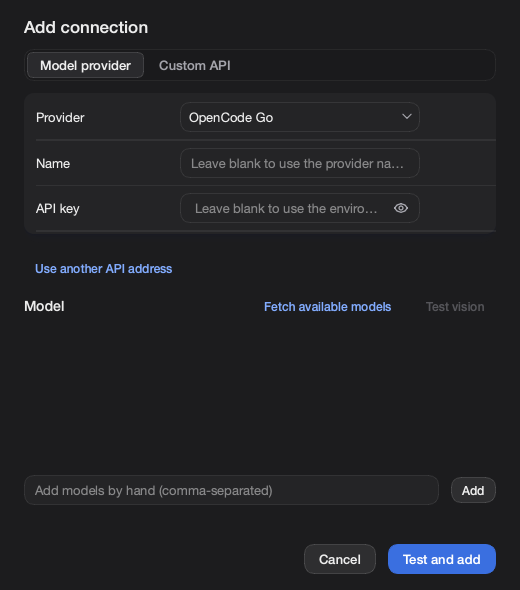 Add connection
Model provider
Custom API
Provider
OpenCode Go
Name
Leave blank to use the provider na…
API key
Leave blank to use the enviro…
Use another API address
Model
Fetch available models
Test vision
Add models by hand (comma-separated)
Add
Cancel
Test and add